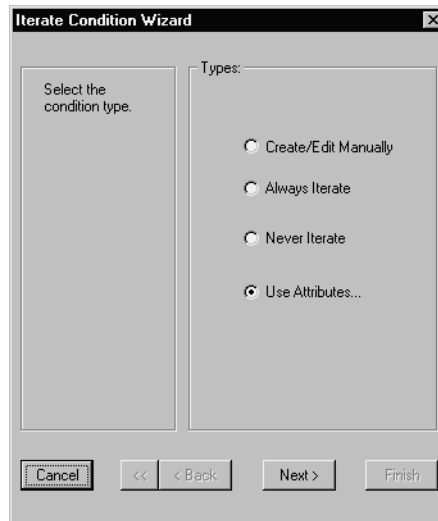 Iterate Condition Wizard
Select the
condition type.
Types:
Create/Edit Manually
Always Iterate
Never Iterate
Use Attributes...
Cancel
<<
< Back
Next >
Finish